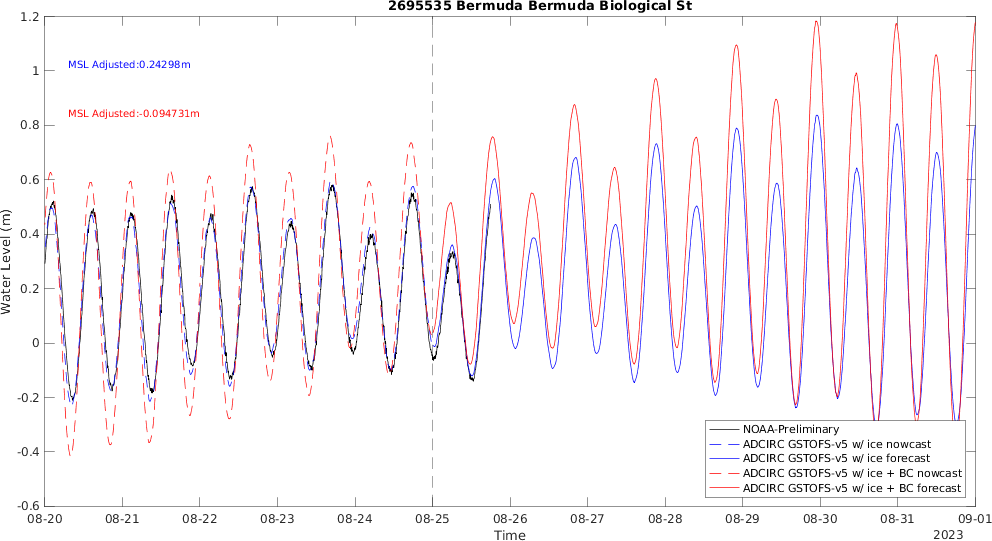 2695535 Bermuda Bermuda Biological St
MSL Adjusted:0.24298m
MSL Adjusted:-0.094731m
Water Level (m)
1.2
1
0.8
0.6
0.4
0.2
0
-0.2
-0.4
-0.6
NOAA-Preliminary
ADCIRC GSTOFS-v5 w/ ice nowcast
ADCIRC GSTOFS-v5 w/ ice forecast
ADCIRC GSTOFS-v5 w/ ice + BC nowcast
ADCIRC GSTOFS-v5 w/ ice + BC forecast
08-20 08-21 08-22 08-23 08-24 08-25 08-26 08-27 08-28 08-29 08-30 08-31 09-01
Time
2023